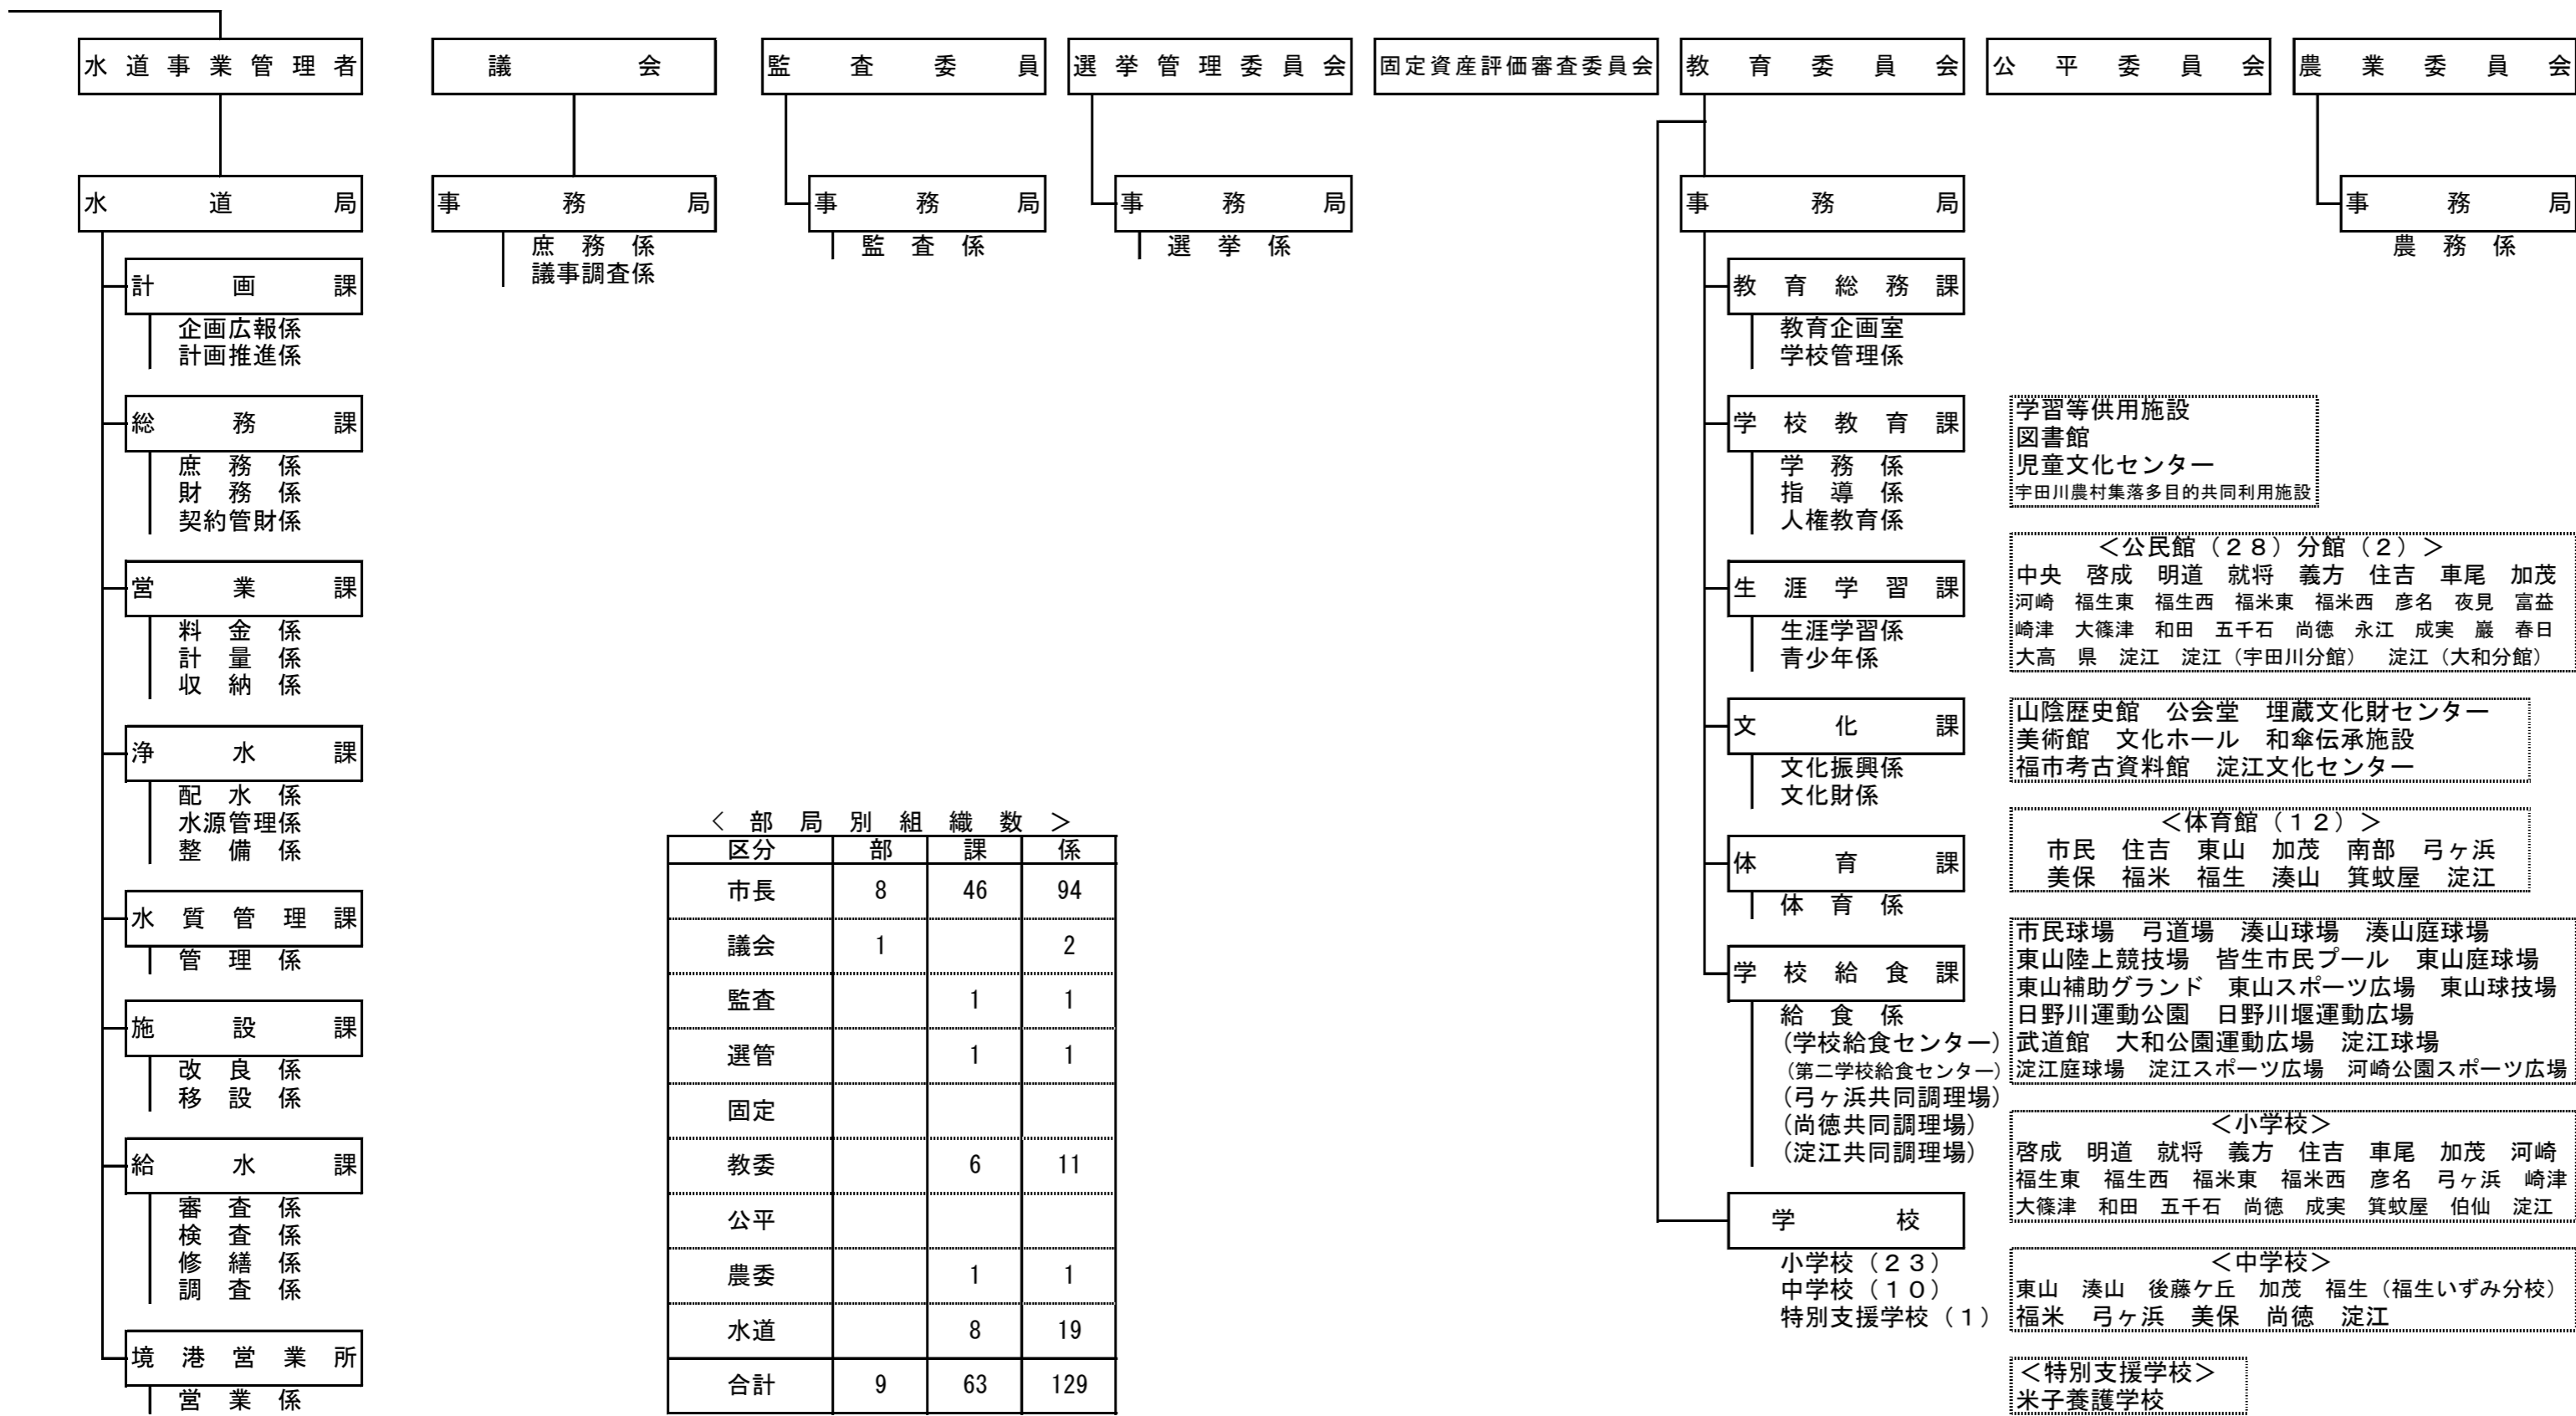 水道事業管理者
水道局
計画課
企画広報係
計画推進係
総務課
庶務係
財務係
契約管財係
営業課
料金係
計量係
収納係
浄水課
配水係
水源管理係
整備係
水質管理課
管理係
施設課
改良係
移設係
給水課
審査係
検査係
修繕係
調査係
境港営業所
営業係
議会
事務局
庶務係
議事調査係
監査委員
事務局
監査係
選挙管理委員会
事務局
選挙係
固定資産評価審査委員会
教育委員会
事務局
教育総務課
教育企画室
学校管理係
学校教育課
学務係
指導係
人権教育係
生涯学習課
生涯学習係
青少年係
文化課
文化振興係
文化財係
体育課
体育係
学校給食課
給食係
(学校給食センター)
(第二学校給食センター)
(弓ヶ浜共同調理場)
(尚徳共同調理場)
(淀江共同調理場)
学校
小学校(23)
中学校(10)
特別支援学校(1)
公平委員会
農業委員会
事務局
農務係
学習等供用施設
図書館
児童文化センター
宇田川農村集落多目的共同利用施設
<公民館(28)分館(2)>
中央 啓成 明道 就将 義方 住吉 車尾 加茂
河崎 福生東 福生西 福米東 福米西 彦名 夜見 富益
崎津 大篠津 和田 五千石 尚徳 永江 成実 巌 春日
大高 県 淀江 淀江(宇田川分館) 淀江(大和分館)
山陰歴史館 公会堂 埋蔵文化財センター
美術館 文化ホール 和傘伝承施設
福市考古資料館 淀江文化センター
<体育館(12)>
市民 住吉 東山 加茂 南部 弓ヶ浜
美保 福米 福生 湊山 箕蚊屋 淀江
市民球場 弓道場 湊山球場 湊山庭球場
東山陸上競技場 皆生市民プール 東山庭球場
東山補助グランド 東山スポーツ広場 東山球技場
日野川運動公園 日野川堰運動広場
武道館 大和公園運動広場 淀江球場
淀江庭球場 淀江スポーツ広場 河崎公園スポーツ広場
<小学校>
啓成 明道 就将 義方 住吉 車尾 加茂 河崎
福生東 福生西 福米東 福米西 彦名 弓ヶ浜 崎津
大篠津 和田 五千石 尚徳 成実 箕蚊屋 伯仙 淀江
<中学校>
東山 湊山 後藤ケ丘 加茂 福生(福生いずみ分校)
福米 弓ヶ浜 美保 尚徳 淀江
<特別支援学校>
米子養護学校
<部局別組織数>
区分 部 課 係
市長 8 46 94
議会 1 2
監査 1 1
選管 1 1
固定
教委 6 11
公平
農委 1 1
水道 8 19
合計 9 63 129